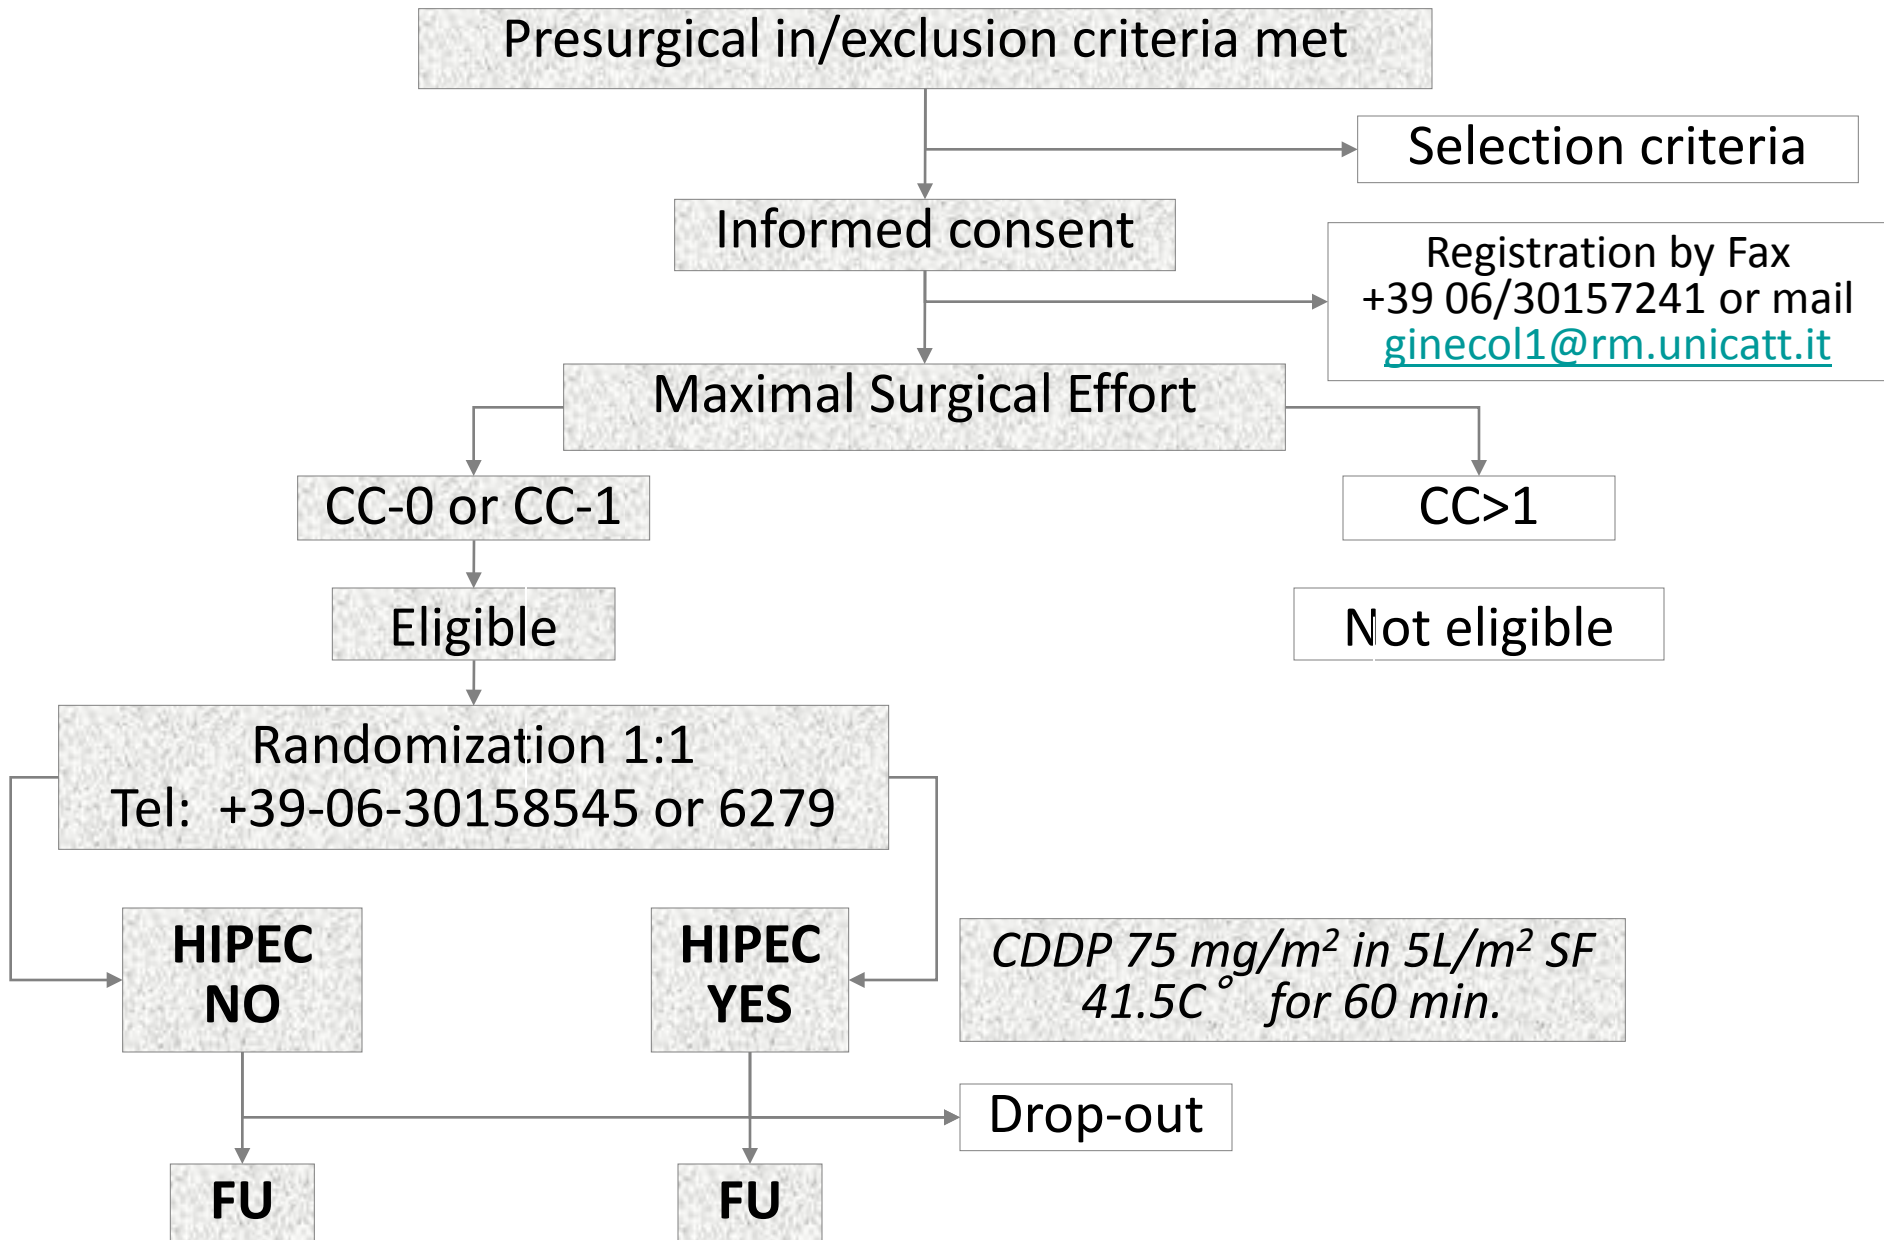 Presurgical in/exclusion criteria met
Selection criteria
Informed consent
Registration by Fax
+39 06/30157241 or mail
ginecol1@rm.unicatt.it
Maximal Surgical Effort
CC-0 or CC-1
CC>1
Eligible
Not eligible
Randomization 1:1
Tel: +39-06-30158545 or 6279
HIPEC
NO
HIPEC
YES
CDDP 75 mg/m² in 5L/m² SF
41.5C° for 60 min.
Drop-out
FU
FU